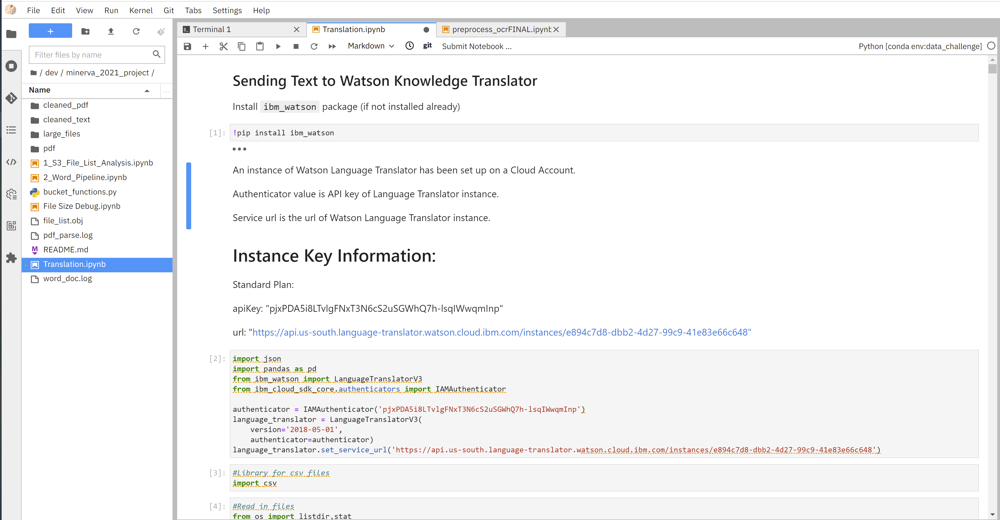 File Edit View Run Kernel Git Tabs Settings Help
Filter files by name
/ dev / minerva_2021_project /
Name
cleaned_pdf
cleaned_text
large_files
pdf
1_S3_File_List_Analysis.ipynb
2_Word_Pipeline.ipynb
bucket_functions.py
File Size Debug.ipynb
file_list.obj
pdf_parse.log
README.md
Translation.ipynb
word_doc.log
Terminal 1
Translation.ipynb
preprocess_ocrFINAL.ipynb
Markdown git Submit Notebook ... Python [conda env:data_challenge]
Sending Text to Watson Knowledge Translator
Install ibm_watson package (if not installed already)
[1]: !pip install ibm_watson
An instance of Watson Language Translator has been set up on a Cloud Account.
Authenticator value is API key of Language Translator instance.
Service url is the url of Watson Language Translator instance.
Instance Key Information:
Standard Plan:
apiKey: "pjxPDA5i8LTvlgFNxT3N6cS2uSGWhQ7h-lsqIWwqmInp"
url: "https://api.us-south.language-translator.watson.cloud.ibm.com/instances/e894c7d8-dbb2-4d27-99c9-41e83e66c648"
[2]: import json
import pandas as pd
from ibm_watson import LanguageTranslatorV3
from ibm_cloud_sdk_core.authenticators import IAMAuthenticator
authenticator = IAMAuthenticator('pjxPDA5i8LTvlgFNxT3N6cS2uSGWhQ7h-lsqIWwqmInp')
language_translator = LanguageTranslatorV3(
version='2018-05-01',
authenticator=authenticator)
language_translator.set_service_url('https://api.us-south.language-translator.watson.cloud.ibm.com/instances/e894c7d8-dbb2-4d27-99c9-41e83e66c648')
[3]: #Library for csv files
import csv
[4]: #Read in files
from os import listdir,stat